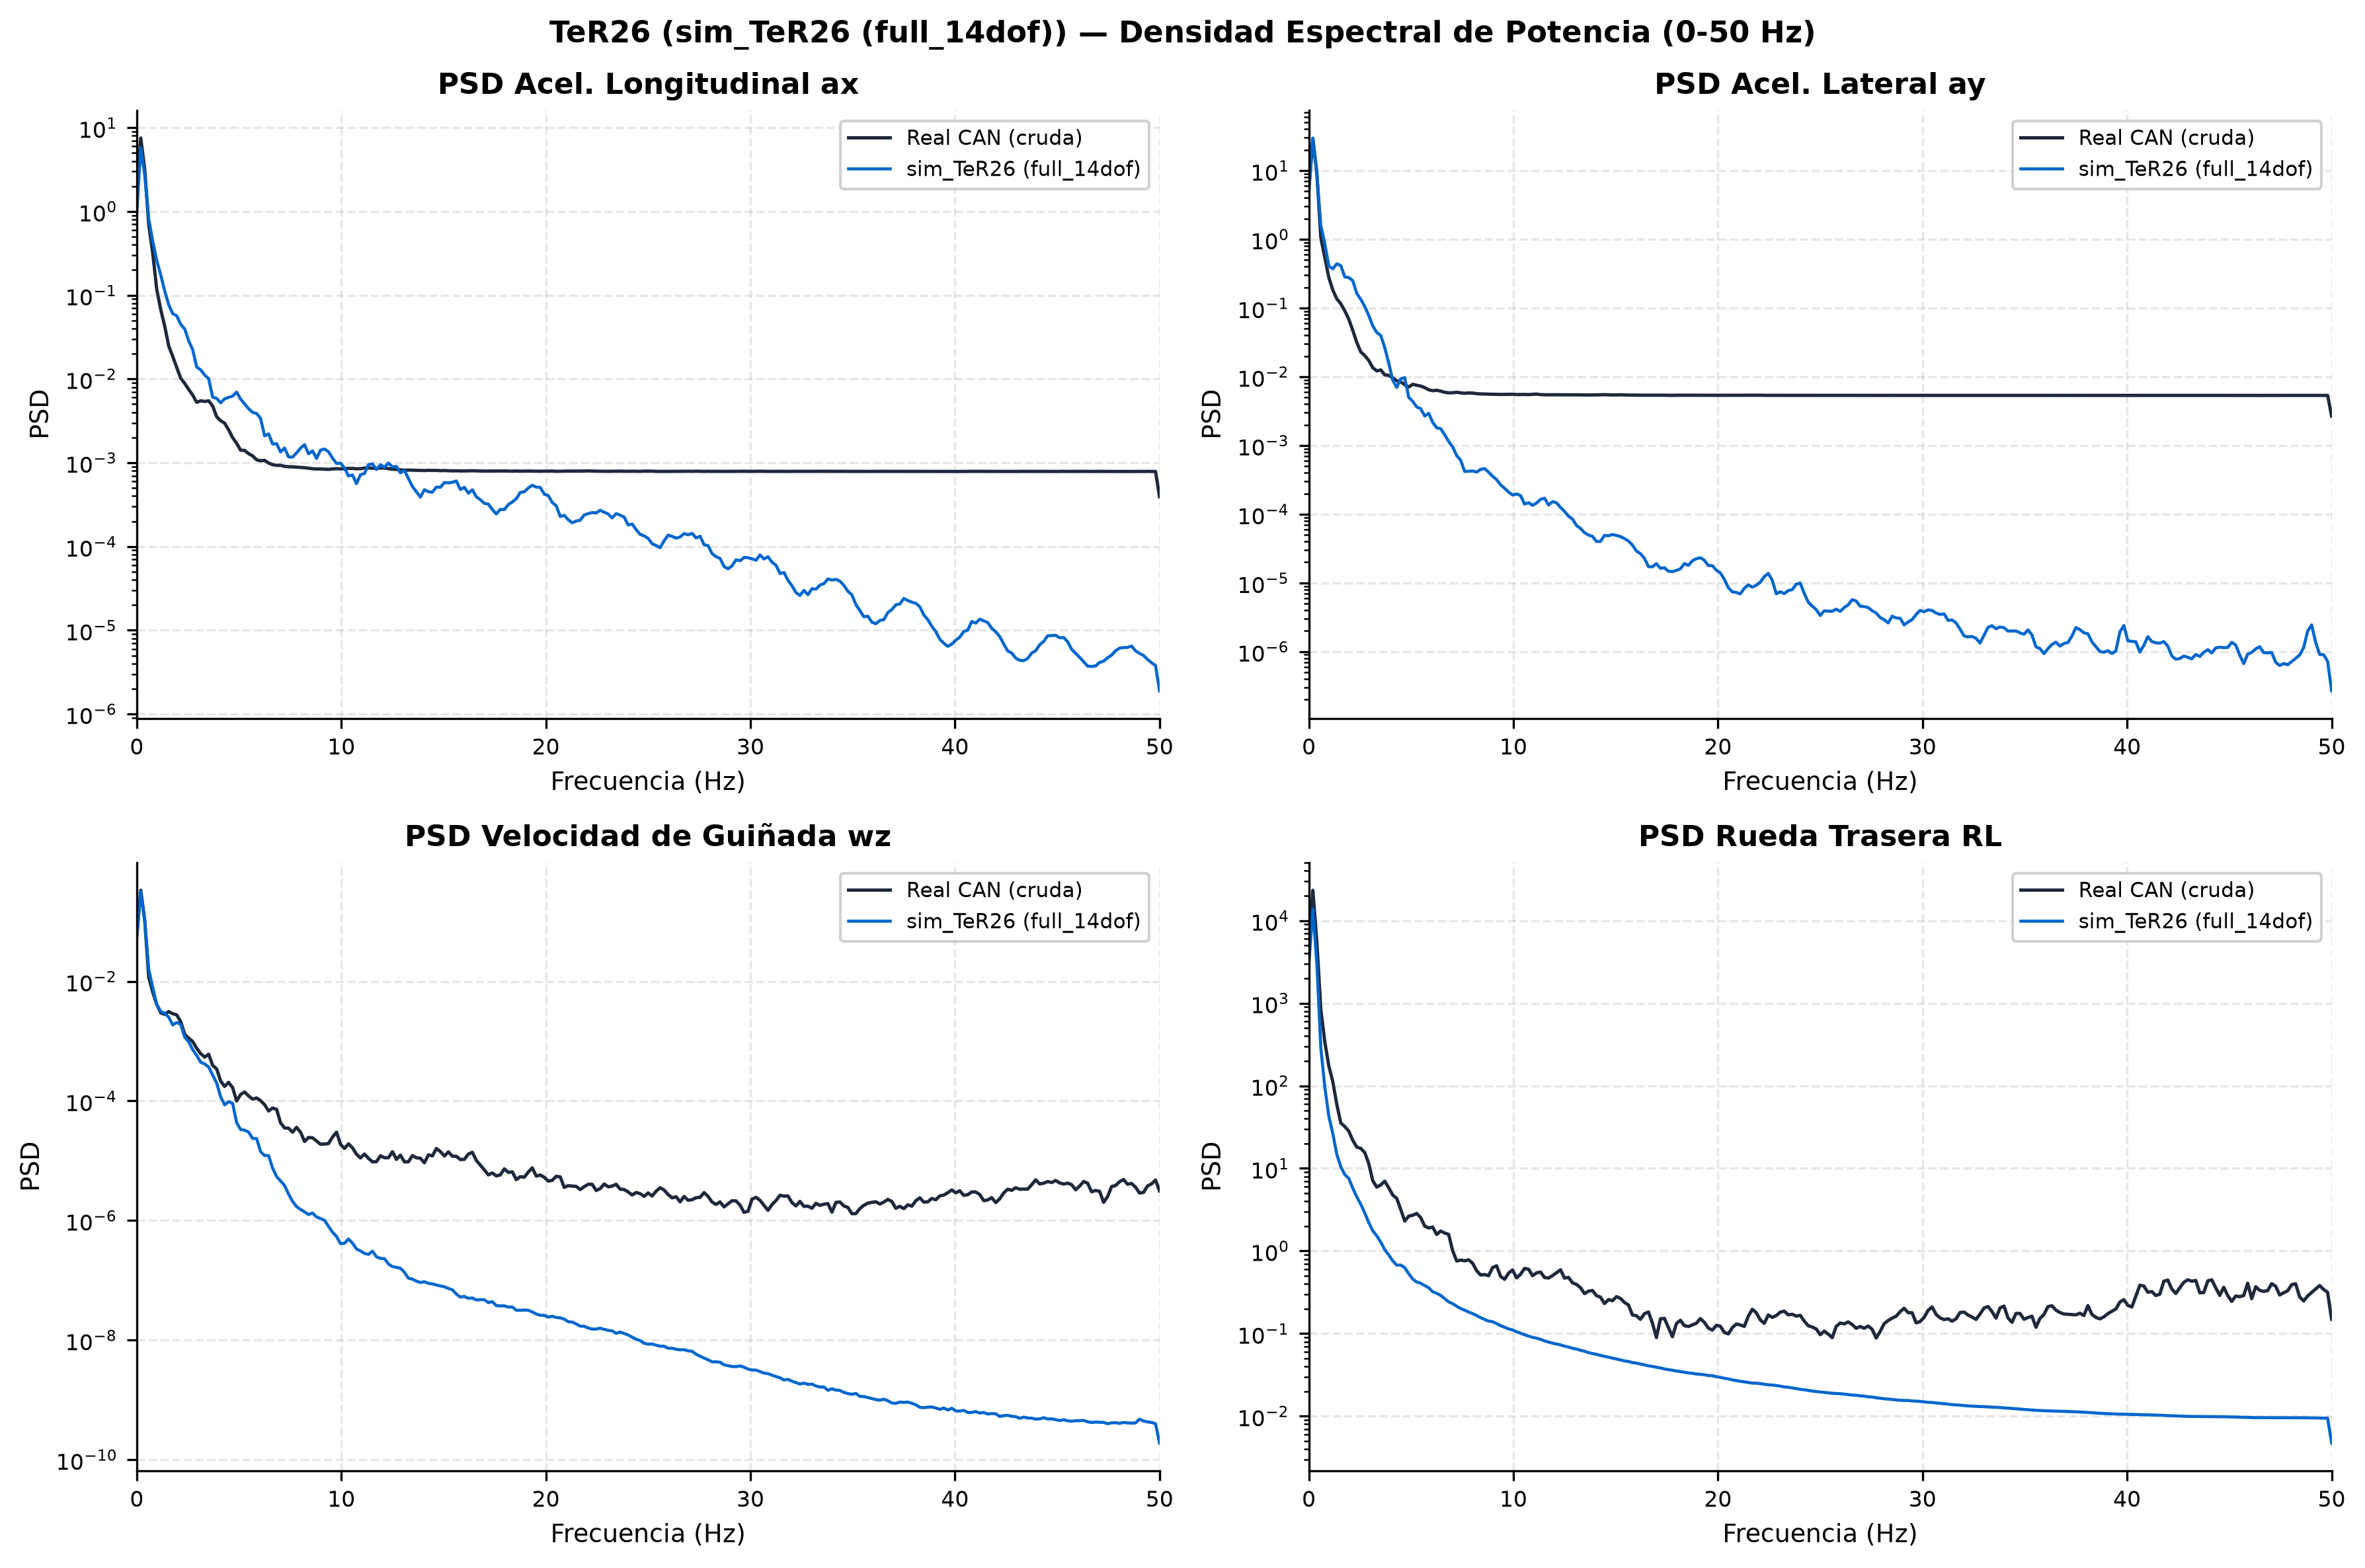 TeR26 (sim_TeR26 (full_14dof)) — Densidad Espectral de Potencia (0-50 Hz)
PSD Acel. Longitudinal ax
10^1
10^0
10^-1
10^-2
10^-3
10^-4
10^-5
10^-6
PSD
Real CAN (cruda)
sim_TeR26 (full_14dof)
0 10 20 30 40 50
Frecuencia (Hz)
PSD Acel. Lateral ay
10^1
10^0
10^-1
10^-2
10^-3
10^-4
10^-5
10^-6
PSD
Real CAN (cruda)
sim_TeR26 (full_14dof)
0 10 20 30 40 50
Frecuencia (Hz)
PSD Velocidad de Guiñada wz
10^-2
10^-4
10^-6
10^-8
10^-10
PSD
Real CAN (cruda)
sim_TeR26 (full_14dof)
0 10 20 30 40 50
Frecuencia (Hz)
PSD Rueda Trasera RL
10^4
10^3
10^2
10^1
10^0
10^-1
10^-2
PSD
Real CAN (cruda)
sim_TeR26 (full_14dof)
0 10 20 30 40 50
Frecuencia (Hz)